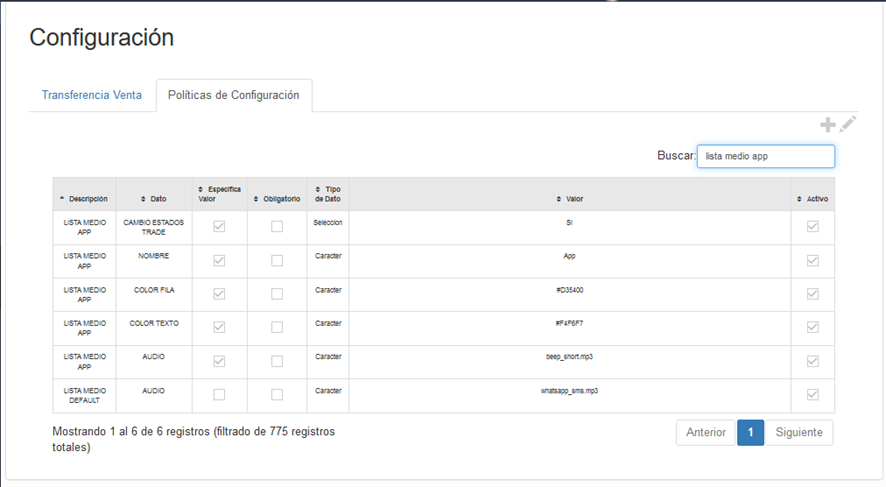 Configuración
Transferencia Venta Políticas de Configuración
Buscar: lista medio app
Descripción Dato Especifica Valor Obligatorio Tipo de Dato Valor Activo
LISTA MEDIO APP CAMBIO ESTADOS TRADE Seleccion SI
LISTA MEDIO APP NOMBRE Caracter App
LISTA MEDIO APP COLOR FILA Caracter #D35400
LISTA MEDIO APP COLOR TEXTO Caracter #F4F6F7
LISTA MEDIO APP AUDIO Caracter beep_short.mp3
LISTA MEDIO DEFAULT AUDIO Caracter whatsapp_sms.mp3
Mostrando 1 al 6 de 6 registros (filtrado de 775 registros
totales)
Anterior 1 Siguiente